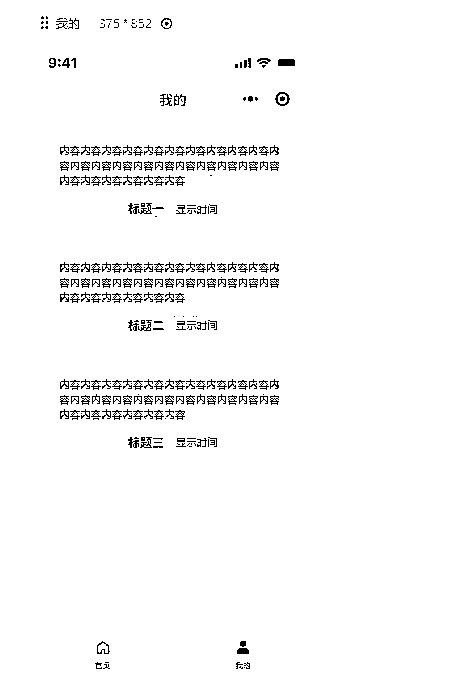 我的 375 * 852
9:41
我的
内容内容内容内容内容内容内容内容内容内容内
容内容内容内容内容内容内容内容内容内容内容
内容内容内容内容内容内容
标题一 显示时间
内容内容内容内容内容内容内容内容内容内容内
容内容内容内容内容内容内容内容内容内容内容
内容内容内容内容内容内容
标题二 显示时间
内容内容内容内容内容内容内容内容内容内容内
容内容内容内容内容内容内容内容内容内容内容
内容内容内容内容内容内容
标题三 显示时间
首页 我的